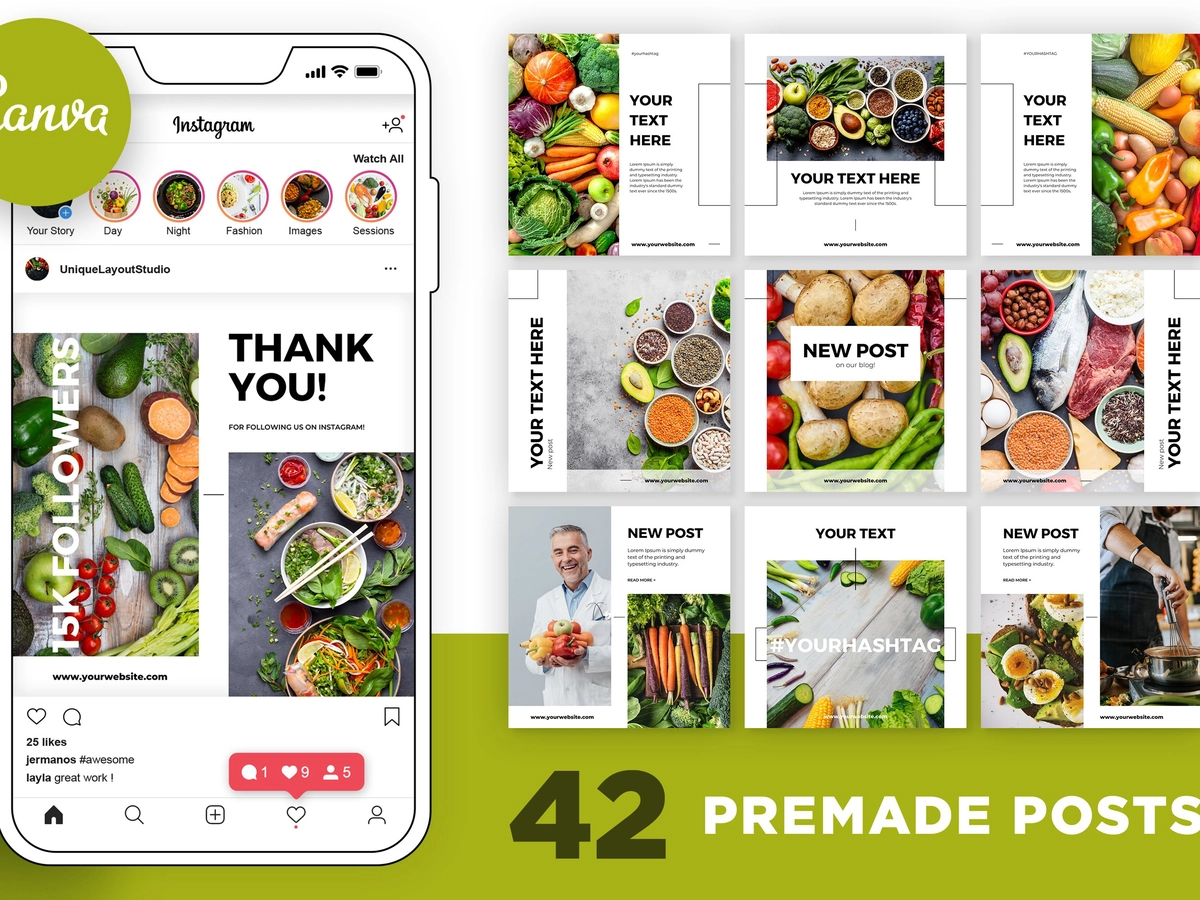 Canva
Instagram
Watch All
Your Story
Day
Night
Fashion
Images
Sessions
UniqueLayoutStudio
15K FOLLOWERS
THANK
YOU!
FOR FOLLOWING US ON INSTAGRAM!
www.yourwebsite.com
25 likes
jermanos #awesome
layla great work !
1
9
5
#yourhashtag
YOUR
TEXT
HERE
Lorem Ipsum is simply
dummy text of the printing
and typesetting industry.
Lorem Ipsum has been the
industry's standard dummy
text ever since the 1500s.
www.yourwebsite.com
YOUR TEXT HERE
Lorem Ipsum is simply dummy text of the printing and
typesetting industry. Lorem Ipsum has been the industry's
standard dummy text ever since the 1500s.
www.yourwebsite.com
#YOURHASHTAG
YOUR
TEXT
HERE
Lorem Ipsum is simply
dummy text of the printing
and typesetting industry.
Lorem Ipsum has been the
industry's standard dummy
text ever since the 1500s.
www.yourwebsite.com
YOUR TEXT HERE
New post
www.yourwebsite.com
NEW POST
on our blog!
www.yourwebsite.com
YOUR TEXT HERE
New post
www.yourwebsite.com
NEW POST
Lorem Ipsum is simply dummy
text of the printing and
typesetting industry.
READ MORE >
www.yourwebsite.com
YOUR TEXT
#YOURHASHTAG
www.yourwebsite.com
NEW POST
Lorem Ipsum is simply dummy
text of the printing and
typesetting industry.
READ MORE >
www.yourwebsite.com
42 PREMADE POSTS